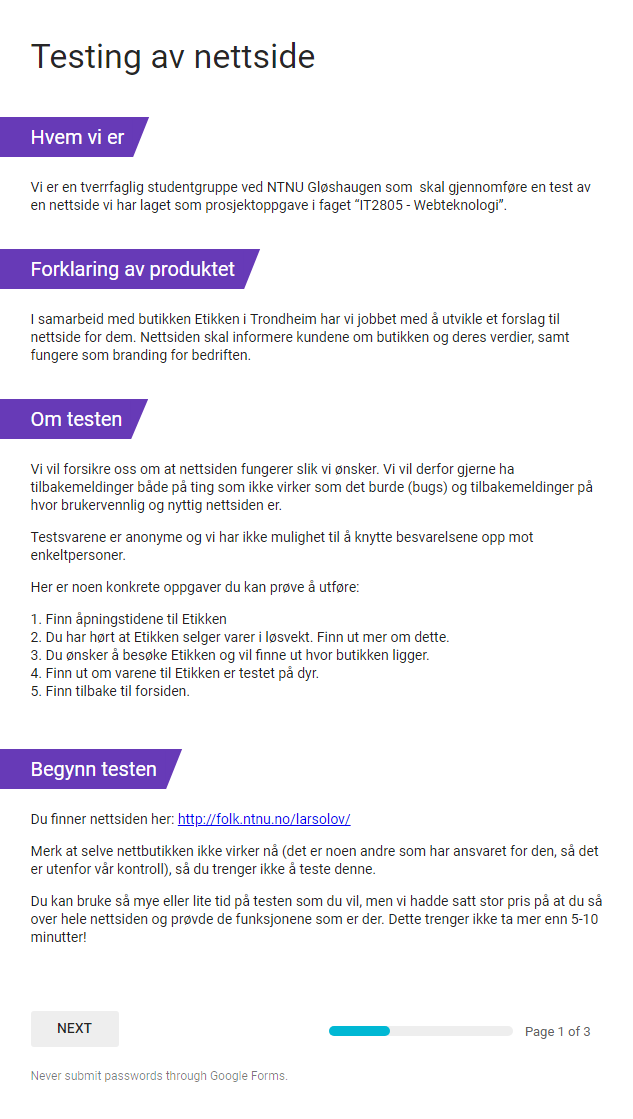 Testing av nettside
Hvem vi er
Vi er en tverrfaglig studentgruppe ved NTNU Gløshaugen som  skal gjennomføre en test av
en nettside vi har laget som prosjektoppgave i faget “IT2805 - Webteknologi”.
Forklaring av produktet
I samarbeid med butikken Etikken i Trondheim har vi jobbet med å utvikle et forslag til
nettside for dem. Nettsiden skal informere kundene om butikken og deres verdier, samt
fungere som branding for bedriften.
Om testen
Vi vil forsikre oss om at nettsiden fungerer slik vi ønsker. Vi vil derfor gjerne ha
tilbakemeldinger både på ting som ikke virker som det burde (bugs) og tilbakemeldinger på
hvor brukervennlig og nyttig nettsiden er.
Testsvarene er anonyme og vi har ikke mulighet til å knytte besvarelsene opp mot
enkeltpersoner.
Her er noen konkrete oppgaver du kan prøve å utføre:
1. Finn åpningstidene til Etikken
2. Du har hørt at Etikken selger varer i løsvekt. Finn ut mer om dette.
3. Du ønsker å besøke Etikken og vil finne ut hvor butikken ligger.
4. Finn ut om varene til Etikken er testet på dyr.
5. Finn tilbake til forsiden.
Begynn testen
Du finner nettsiden her: http://folk.ntnu.no/larsolov/
Merk at selve nettbutikken ikke virker nå (det er noen andre som har ansvaret for den, så det
er utenfor vår kontroll), så du trenger ikke å teste denne.
Du kan bruke så mye eller lite tid på testen som du vil, men vi hadde satt stor pris på at du så
over hele nettsiden og prøvde de funksjonene som er der. Dette trenger ikke ta mer enn 5-10
minutter!
NEXT
Page 1 of 3
Never submit passwords through Google Forms.